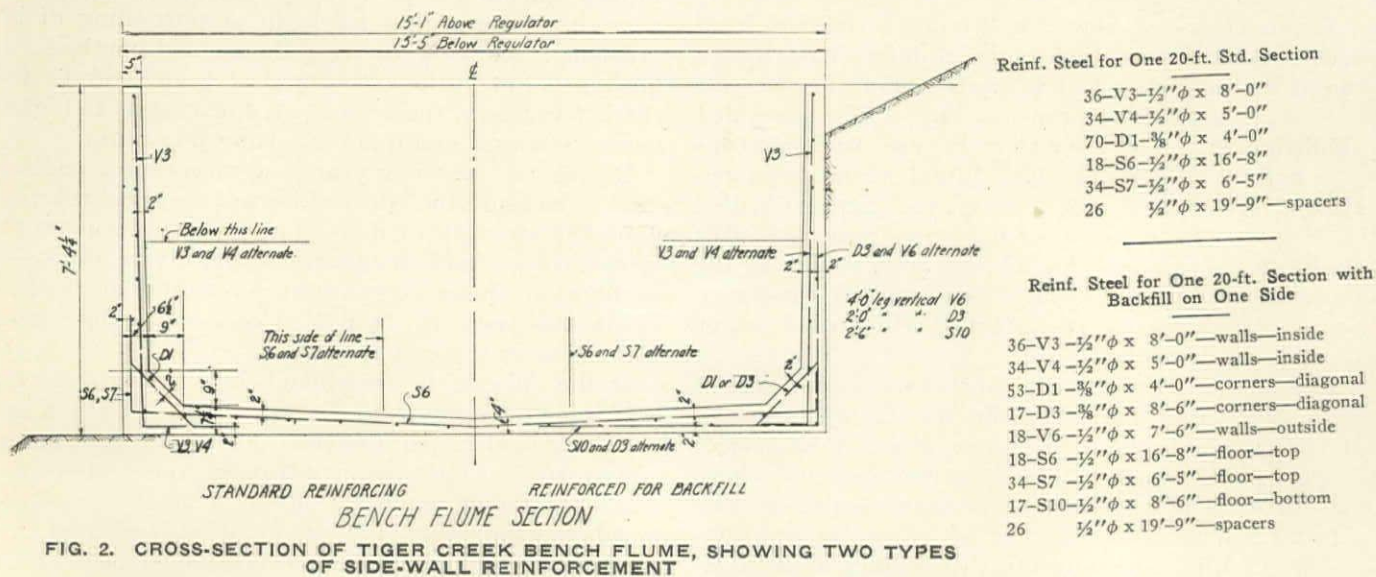 15'-1" Above Regulator
15'-5" Below Regulator
5"
℄
7'-4½"
V3
V3
2"
Below this line
V3 and V4 alternate
V3 and V4 alternate
D3 and V6 alternate
2"
2"
4'-0" leg vertical V6
2'-0" " " D3
2'-6" " " S10
2"
6½"
9"
This side of line
S6 and S7 alternate
S6 and S7 alternate
D1
2"
9"
2"
S6, S7
7½"
2"
S6
4"
D1 or D3
2"
2"
2"
V3, V4
S10 and D3 alternate
STANDARD REINFORCING
REINFORCED FOR BACKFILL
BENCH FLUME SECTION
FIG. 2. CROSS-SECTION OF TIGER CREEK BENCH FLUME, SHOWING TWO TYPES
OF SIDE-WALL REINFORCEMENT
Reinf. Steel for One 20-ft. Std. Section
36–V3–½"φ x 8'–0"
34–V4–½"φ x 5'–0"
70–D1–⅜"φ x 4'–0"
18–S6–½"φ x 16'–8"
34–S7–½"φ x 6'–5"
26 ½"φ x 19'–9"—spacers
Reinf. Steel for One 20-ft. Section with
Backfill on One Side
36–V3 –½"φ x 8'–0"—walls—inside
34–V4 –½"φ x 5'–0"—walls—inside
53–D1 –⅜"φ x 4'–0"—corners—diagonal
17–D3 –⅜"φ x 8'–6"—corners—diagonal
18–V6 –½"φ x 7'–6"—walls—outside
18–S6 –½"φ x 16'–8"—floor—top
34–S7 –½"φ x 6'–5"—floor—top
17–S10–½"φ x 8'–6"—floor—bottom
26 ½"φ x 19'–9"—spacers